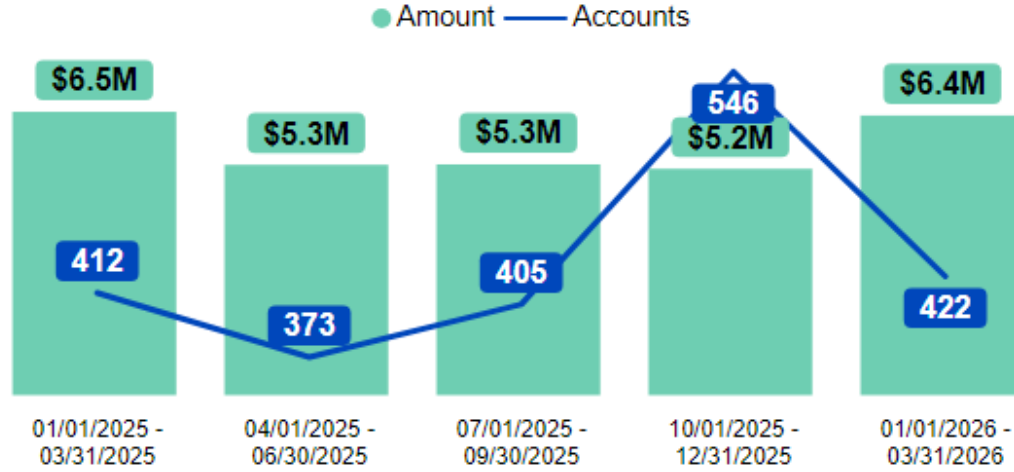 Amount Accounts
$6.5M
$5.3M
$5.3M
$5.2M
$6.4M
412
373
405
546
422
01/01/2025 -
03/31/2025
04/01/2025 -
06/30/2025
07/01/2025 -
09/30/2025
10/01/2025 -
12/31/2025
01/01/2026 -
03/31/2026